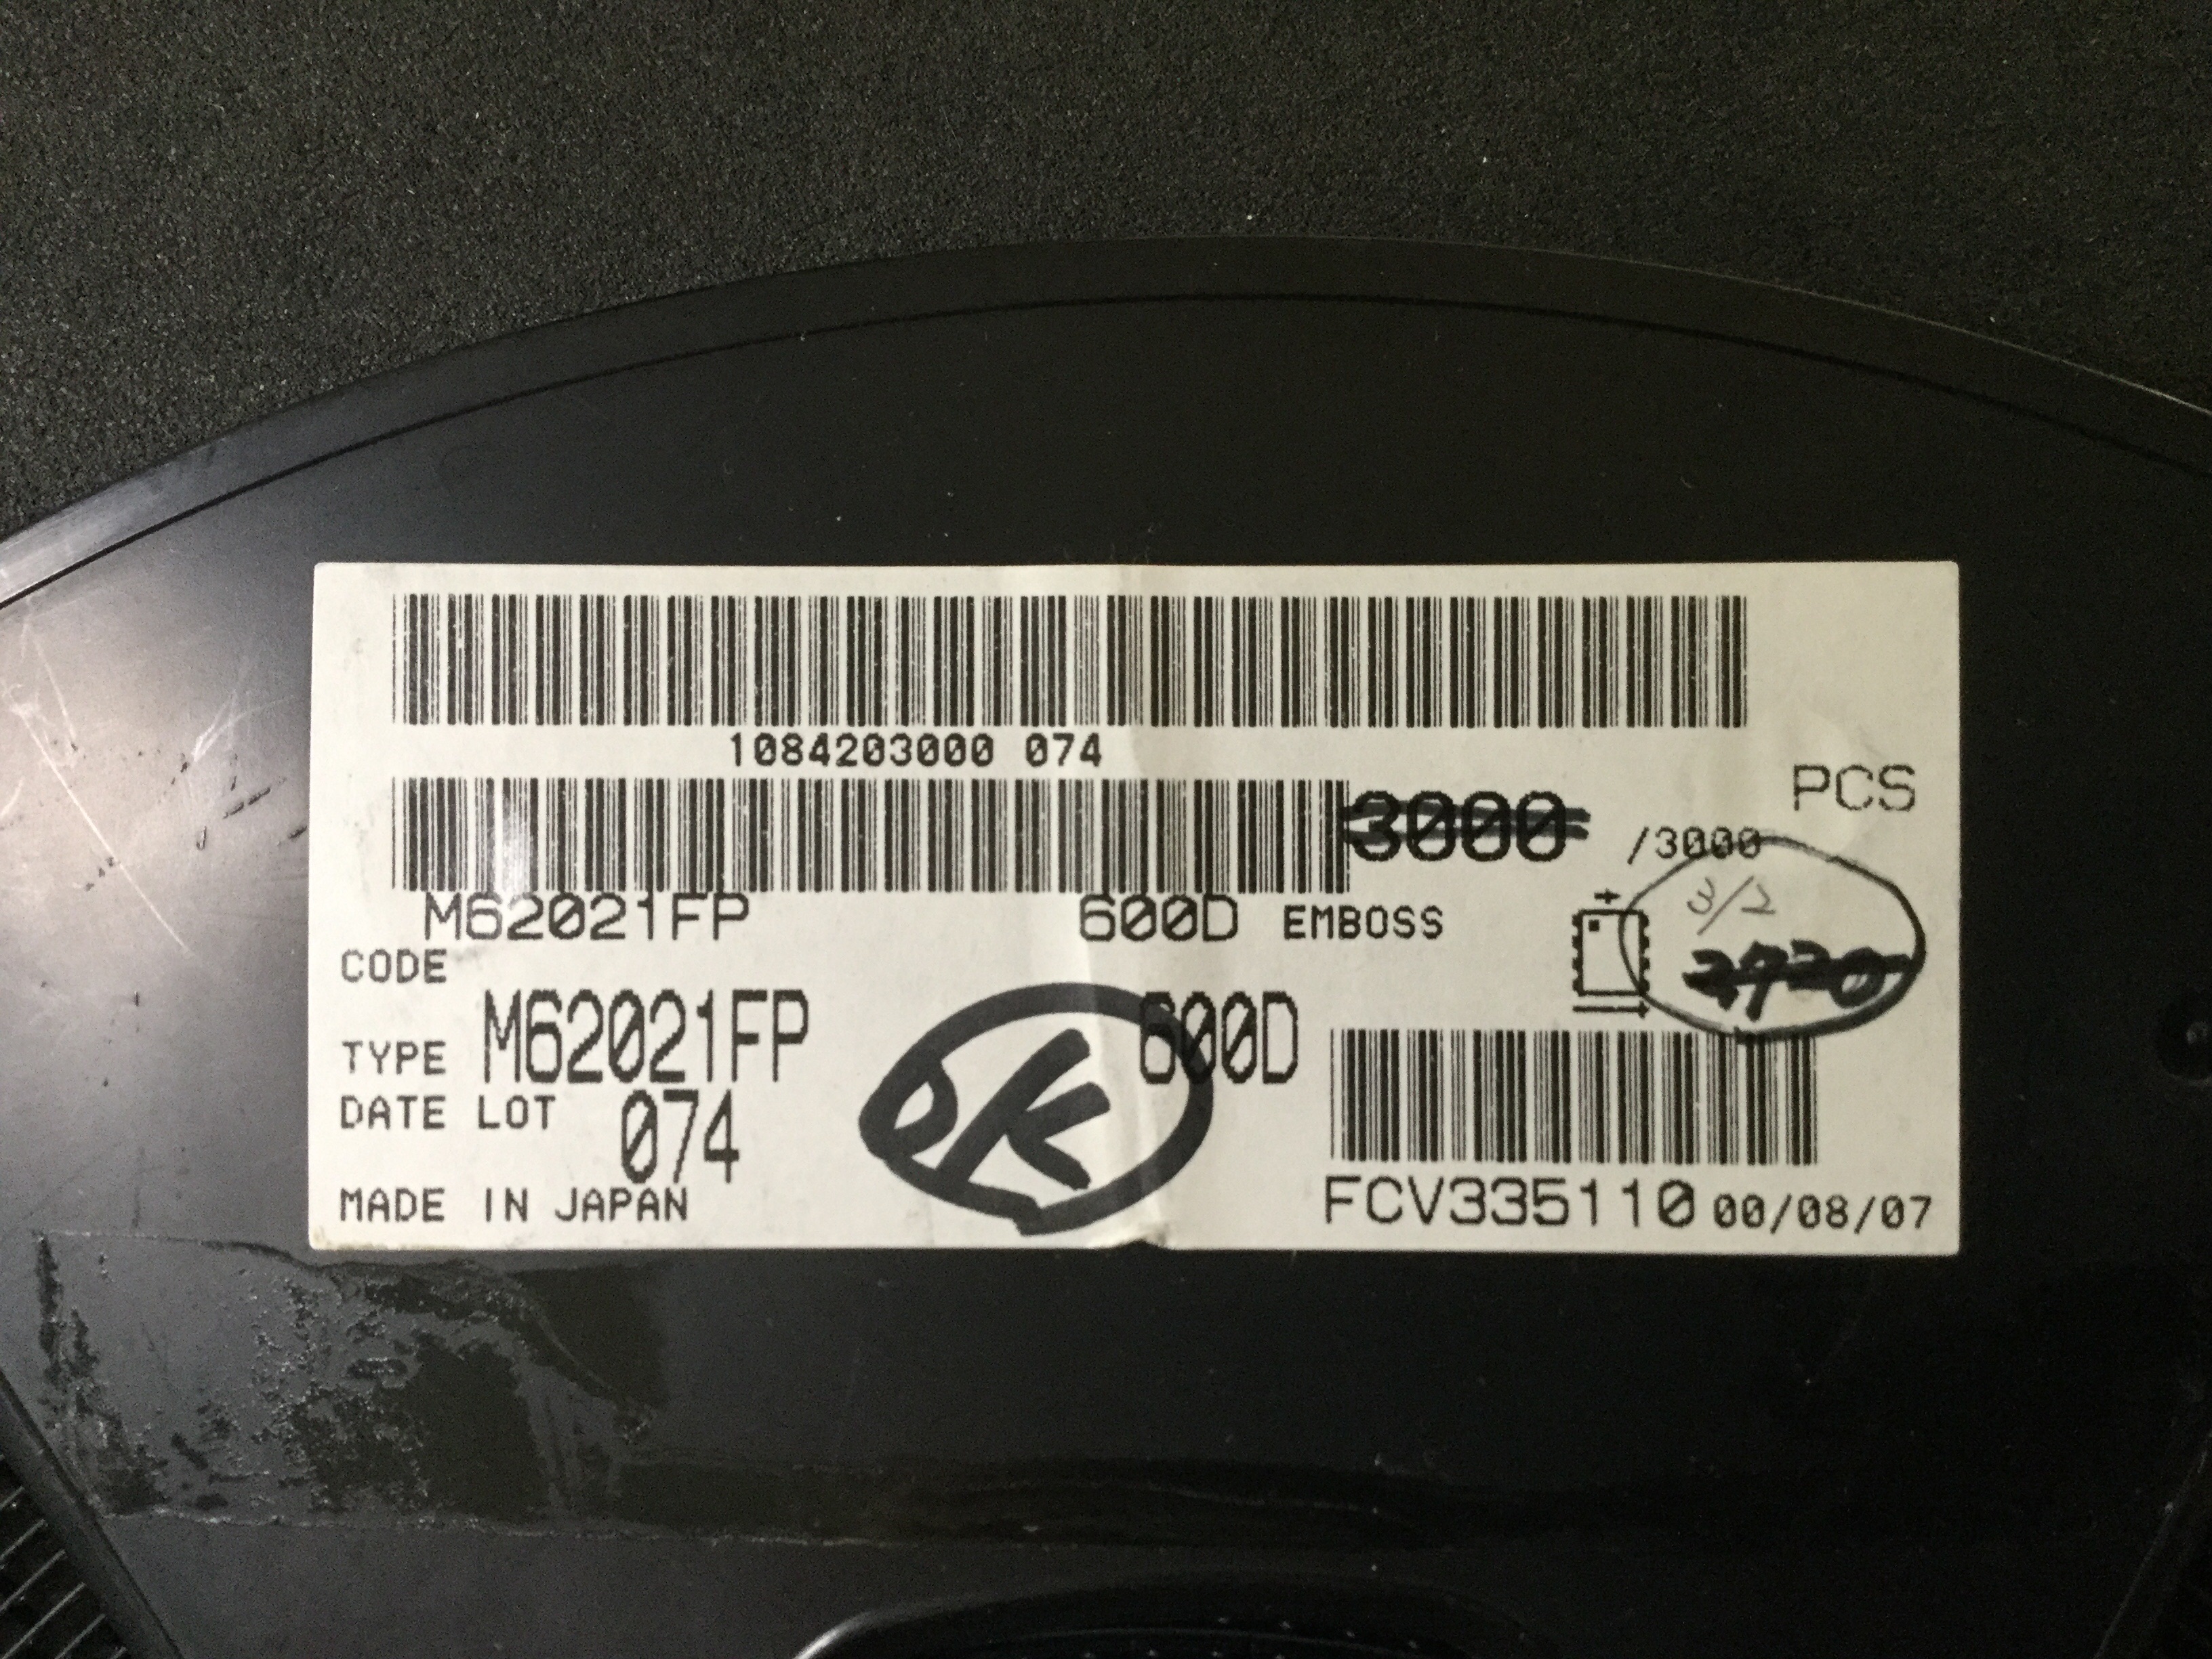 1084203000 074
PCS
3000 /3000
3/2
M62021FP 600D EMBOSS
2720
CODE
TYPE M62021FP 600D
DATE LOT 074
OK
MADE IN JAPAN
FCV335110 00/08/07